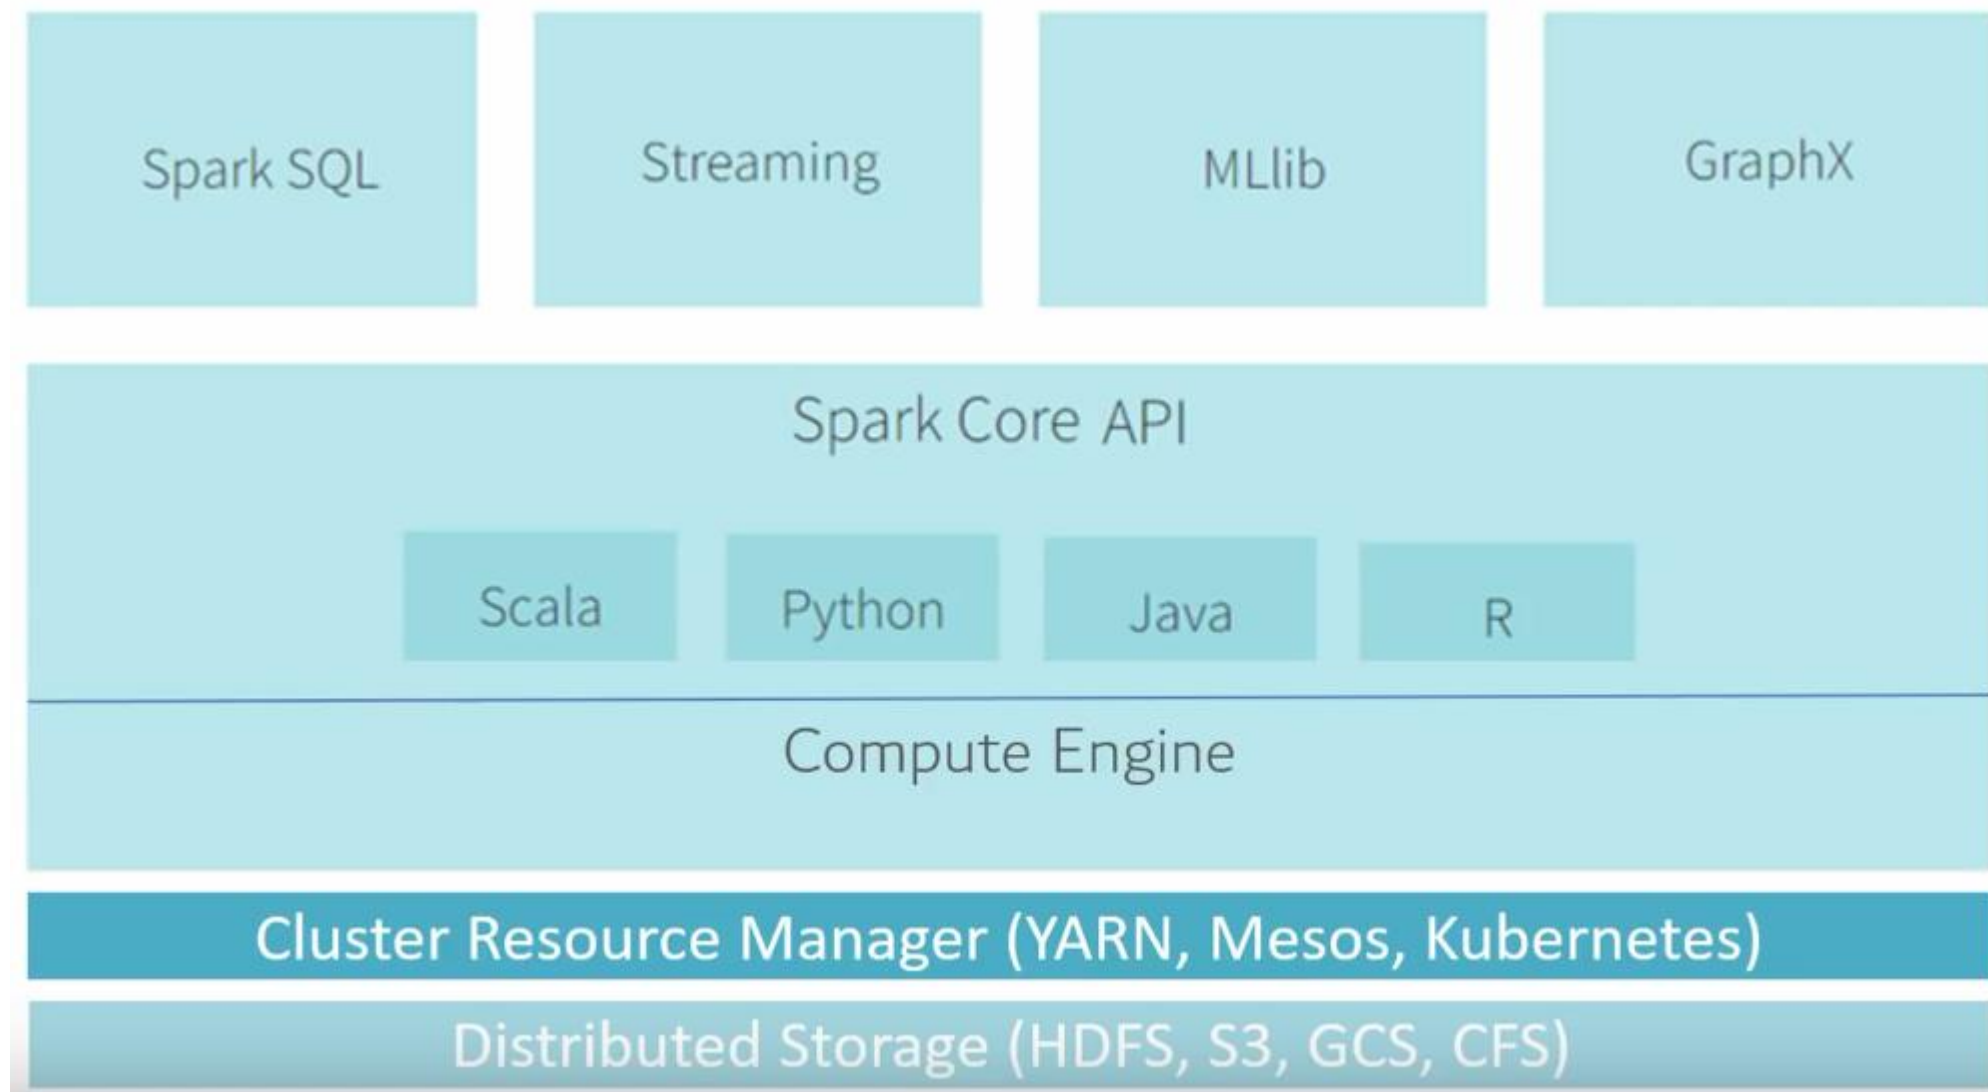 Spark SQL
Streaming
MLlib
GraphX
Spark Core API
Scala
Python
Java
R
Compute Engine
Cluster Resource Manager (YARN, Mesos, Kubernetes)
Distributed Storage (HDFS, S3, GCS, CFS)